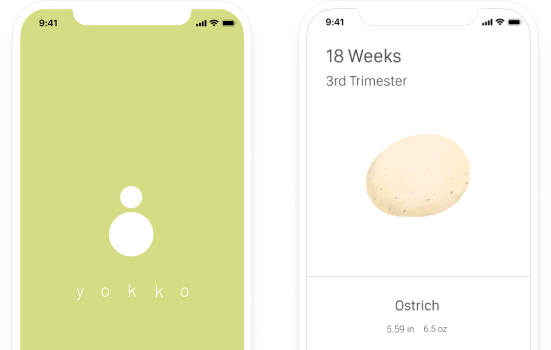 9:41
y o k k o
9:41
18 Weeks
3rd Trimester
Ostrich
5.59 in 6.5 oz